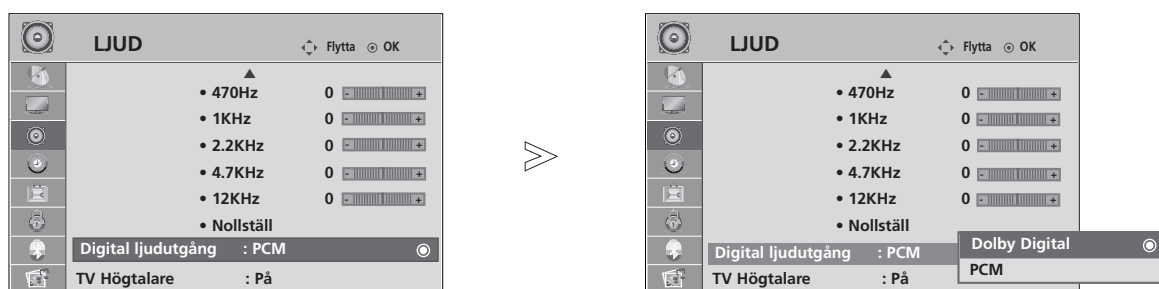 LJUD
Flytta OK
• 470Hz 0 - +
• 1KHz 0 - +
• 2.2KHz 0 - +
• 4.7KHz 0 - +
• 12KHz 0 - +
• Nollställ
Digital ljudutgång : PCM
TV Högtalare : På
LJUD
Flytta OK
• 470Hz 0 - +
• 1KHz 0 - +
• 2.2KHz 0 - +
• 4.7KHz 0 - +
• 12KHz 0 - +
• Nollställ
Digital ljudutgång : PCM
TV Högtalare : På
Dolby Digital
PCM